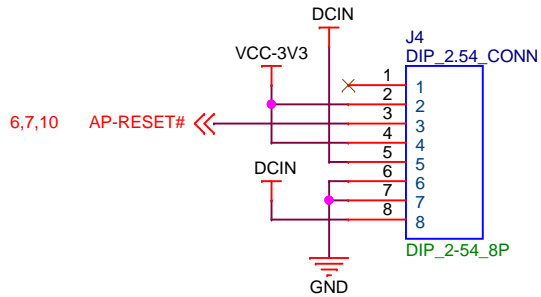 DCIN
J4
DIP_2.54_CONN
VCC-3V3
1 1
2 2
6,7,10 AP-RESET# 3 3
4 4
5 5
DCIN
6 6
7 7
8 8
DIP_2-54_8P
GND